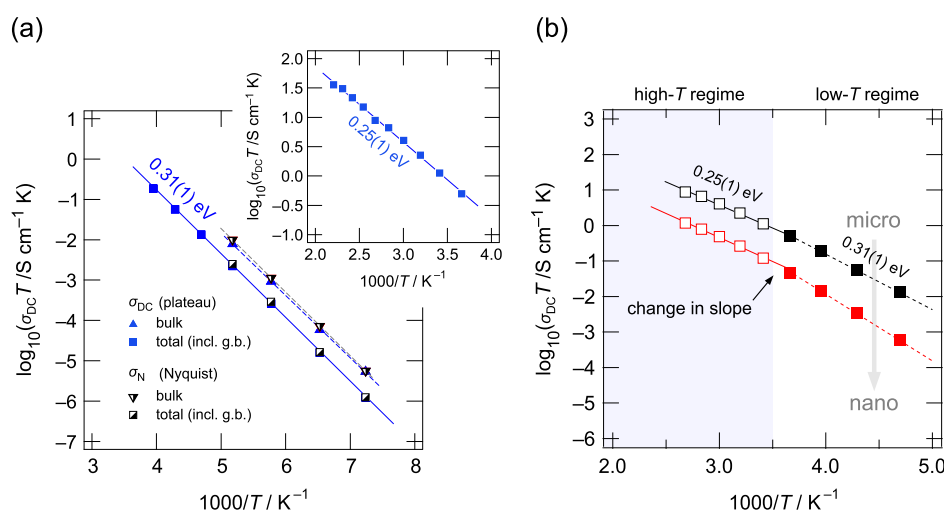 (a)
log₁₀(σ_DC T /S cm⁻¹ K)
1
0
−1
−2
−3
−4
−5
−6
−7
3
4
5
6
7
8
1000/T / K⁻¹
0.31(1) eV
σ_DC (plateau)
bulk
total (incl. g.b.)
σ_N (Nyquist)
bulk
total (incl. g.b.)
log₁₀(σ_DC T /S cm⁻¹ K)
2.0
1.5
1.0
0.5
0.0
−0.5
−1.0
2.0
2.5
3.0
3.5
4.0
1000/T / K⁻¹
0.25(1) eV
(b)
high-T regime
low-T regime
log₁₀(σ_DC T /S cm⁻¹ K)
3
2
1
0
−1
−2
−3
−4
−5
−6
2.0
3.0
4.0
5.0
1000/T / K⁻¹
0.25(1) eV
0.31(1) eV
micro
nano
change in slope